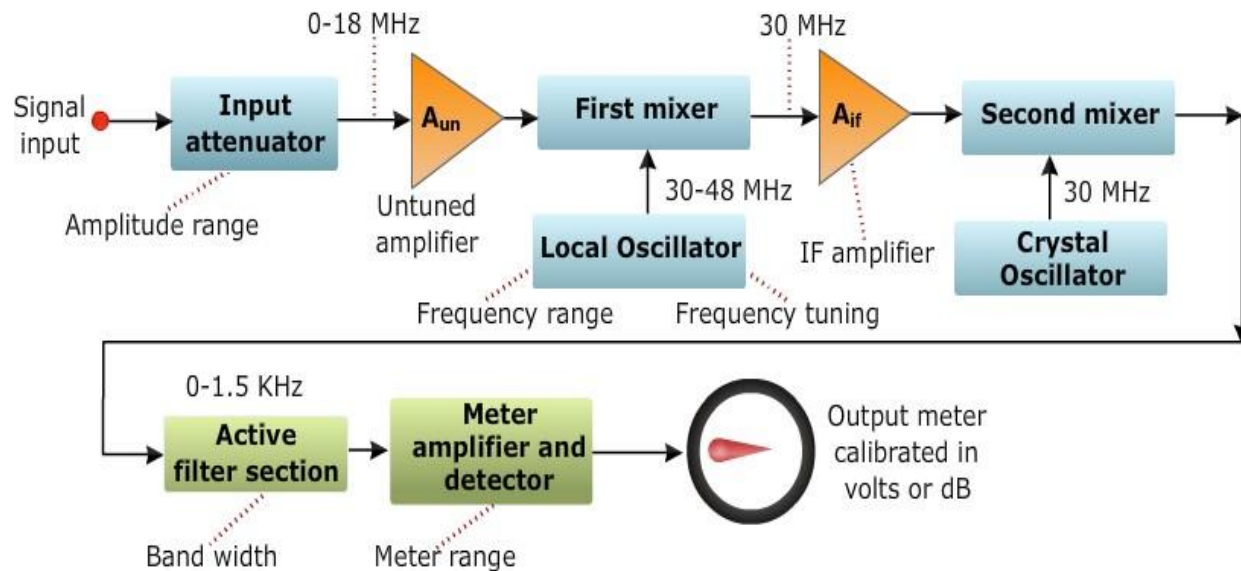 0-18 MHz
30 MHz
Signal
input
Input
attenuator
A_un
First mixer
A_if
Second mixer
Amplitude range
Untuned
amplifier
30-48 MHz
Local Oscillator
IF amplifier
30 MHz
Crystal
Oscillator
Frequency range
Frequency tuning
0-1.5 KHz
Active
filter section
Meter
amplifier and
detector
Output meter
calibrated in
volts or dB
Band width
Meter range